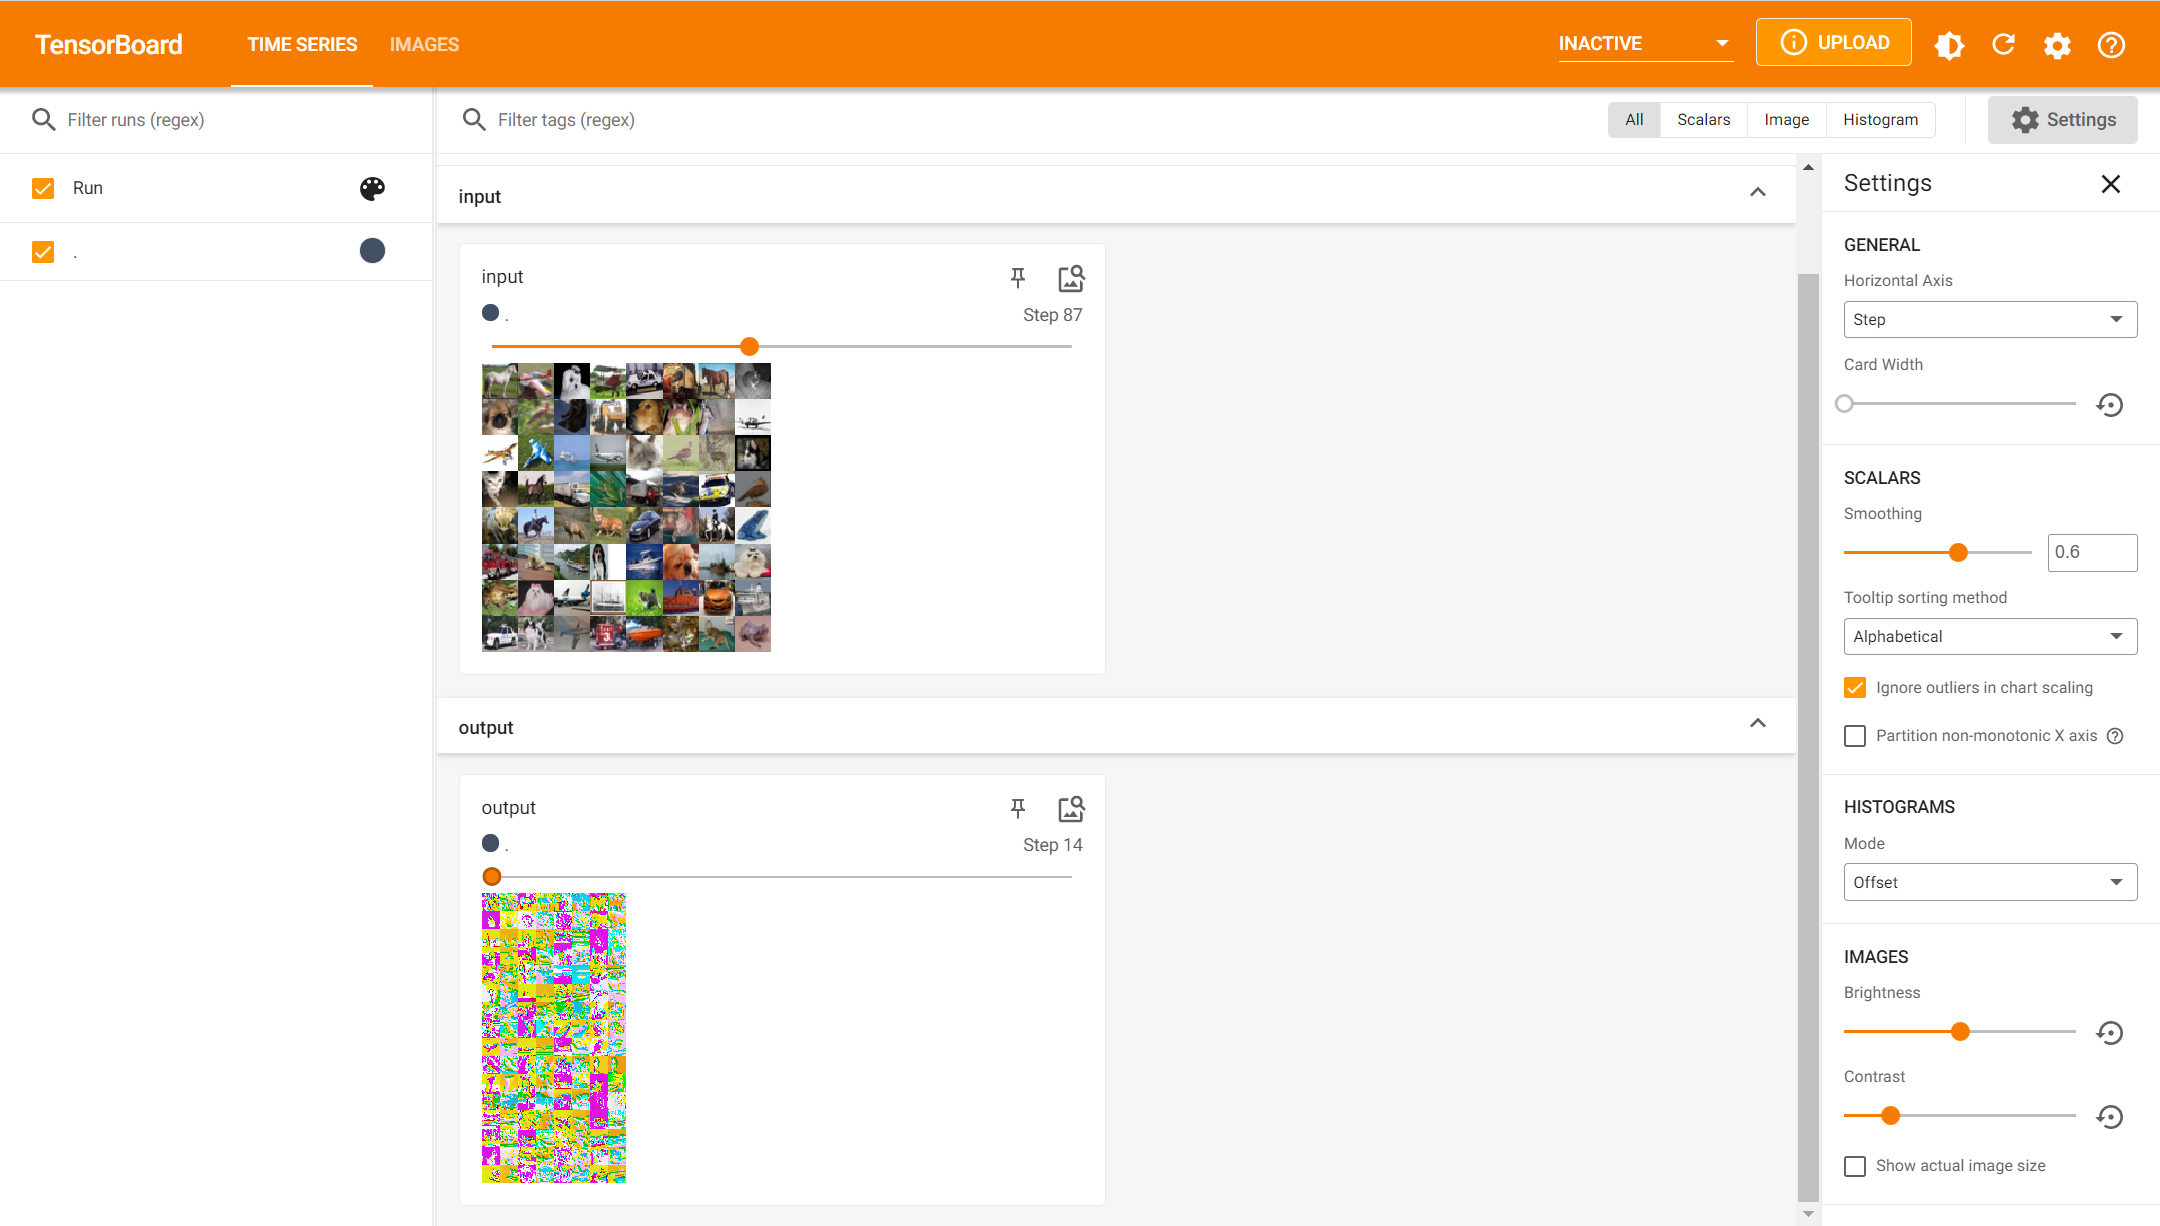 TensorBoard TIME SERIES IMAGES INACTIVE UPLOAD
Filter runs (regex)
Filter tags (regex)
All Scalars Image Histogram
Settings
Run
.
input
input
.
Step 87
output
output
.
Step 14
Settings
GENERAL
Horizontal Axis
Step
Card Width
SCALARS
Smoothing
0.6
Tooltip sorting method
Alphabetical
Ignore outliers in chart scaling
Partition non-monotonic X axis
HISTOGRAMS
Mode
Offset
IMAGES
Brightness
Contrast
Show actual image size